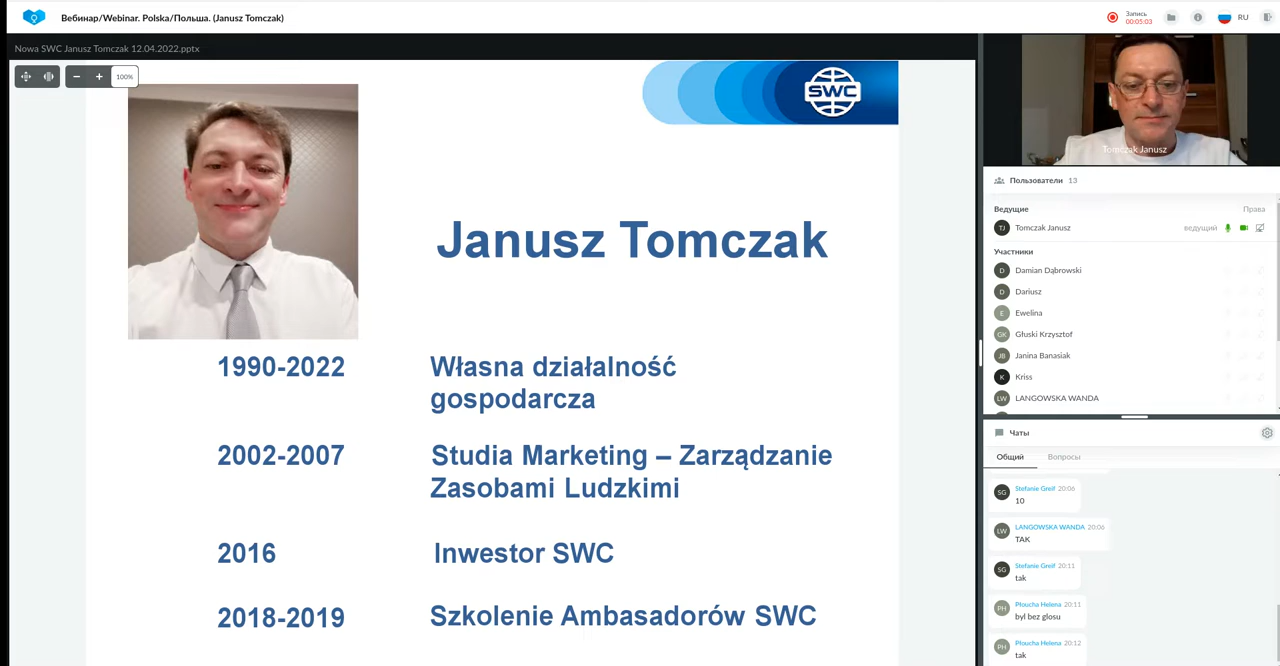 Вебинар/Webinar. Polska/Польша. (Janusz Tomczak)
Запись
00:05:03
RU
Nowa SWC Janusz Tomczak 12.04.2022.pptx
100%
SWC
Janusz Tomczak
1990-2022 Własna działalność
gospodarcza
2002-2007 Studia Marketing – Zarządzanie
Zasobami Ludzkimi
2016 Inwestor SWC
2018-2019 Szkolenie Ambasadorów SWC
Tomczak Janusz
Пользователи 13
Ведущие Права
TJ Tomczak Janusz ведущий
Участники
D Damian Dąbrowski
D Dariusz
E Ewelina
GK Głuski Krzysztof
JB Janina Banasiak
K Kriss
LW LANGOWSKA WANDA
Чаты
Общий Вопросы
SG Stefanie Greif 20:06
10
LW LANGOWSKA WANDA 20:06
TAK
SG Stefanie Greif 20:11
tak
PH Płoucha Helena 20:11
byl bez glosu
PH Płoucha Helena 20:12
tak